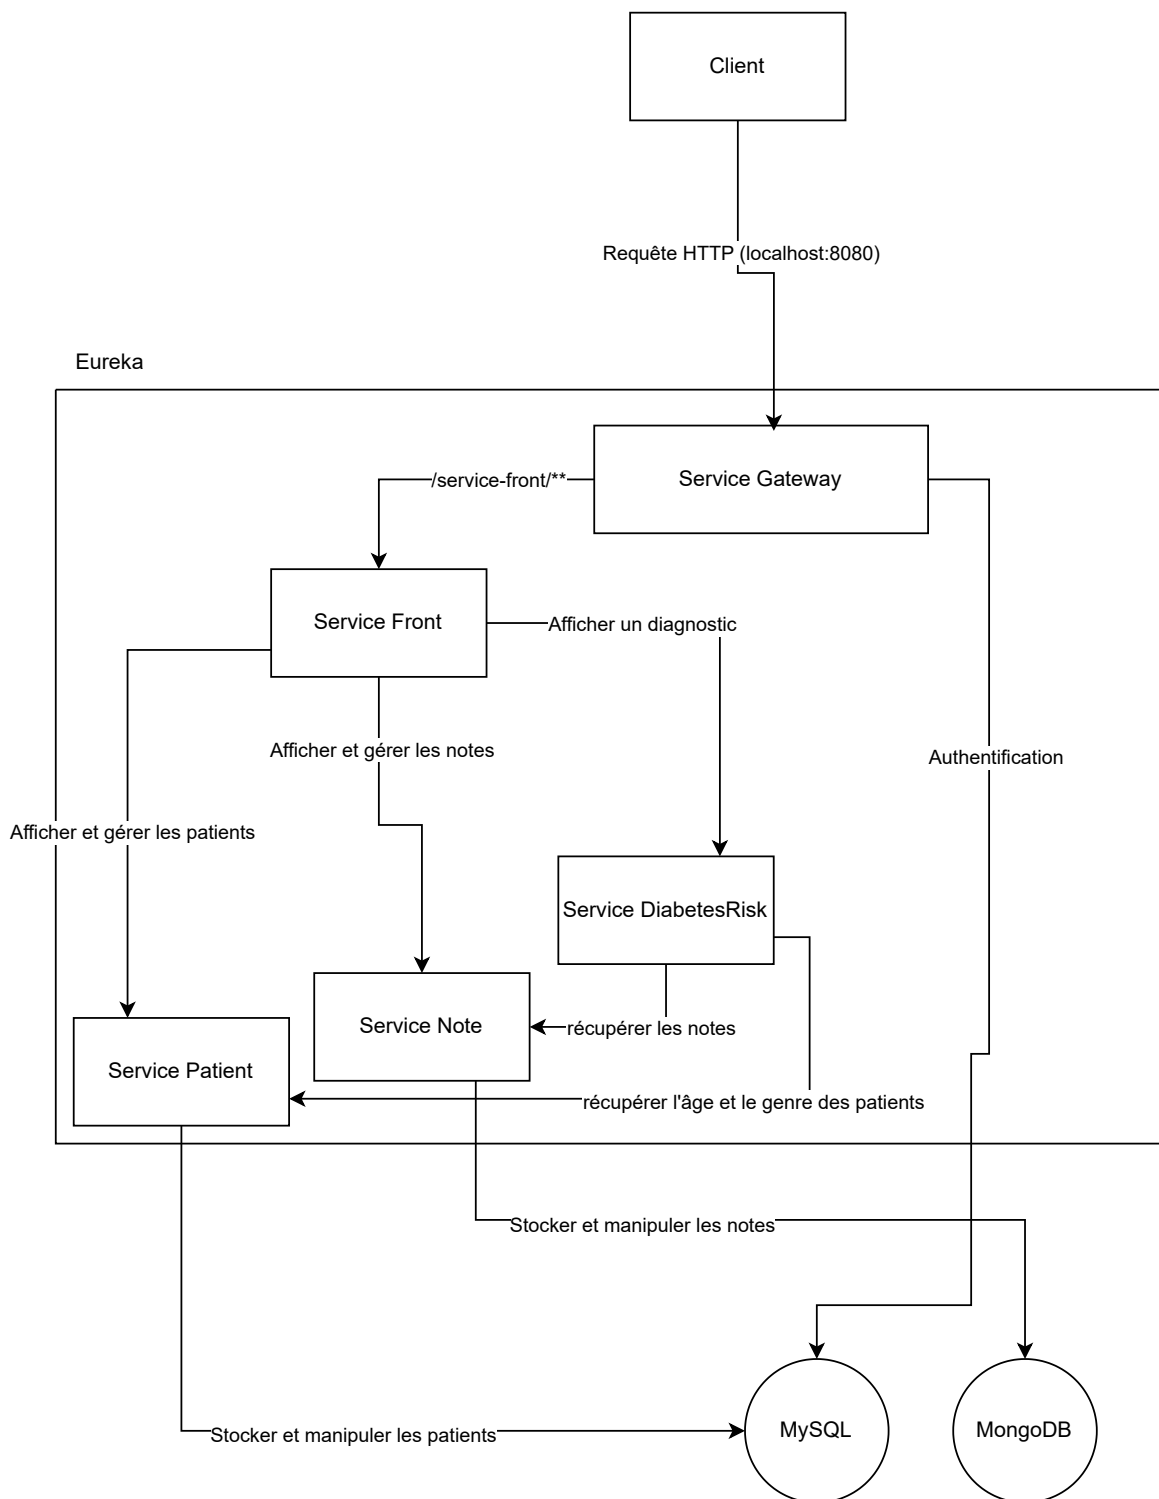 Client
Requête HTTP (localhost:8080)
Eureka
Service Gateway
/service-front/**
Service Front
Afficher un diagnostic
Afficher et gérer les notes
Authentification
Afficher et gérer les patients
Service DiabetesRisk
Service Note
récupérer les notes
Service Patient
récupérer l'âge et le genre des patients
Stocker et manipuler les notes
MySQL
MongoDB
Stocker et manipuler les patients